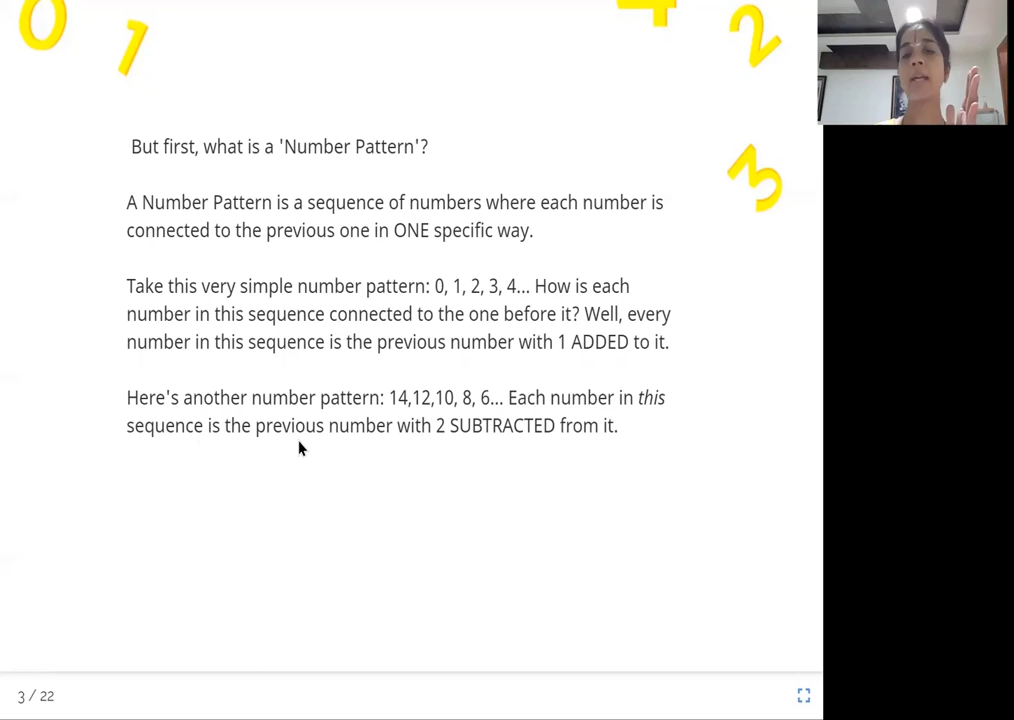 0
1
4
2
3
But first, what is a 'Number Pattern'?
A Number Pattern is a sequence of numbers where each number is
connected to the previous one in ONE specific way.
Take this very simple number pattern: 0, 1, 2, 3, 4... How is each
number in this sequence connected to the one before it? Well, every
number in this sequence is the previous number with 1 ADDED to it.
Here's another number pattern: 14,12,10, 8, 6... Each number in this
sequence is the previous number with 2 SUBTRACTED from it.
3 / 22